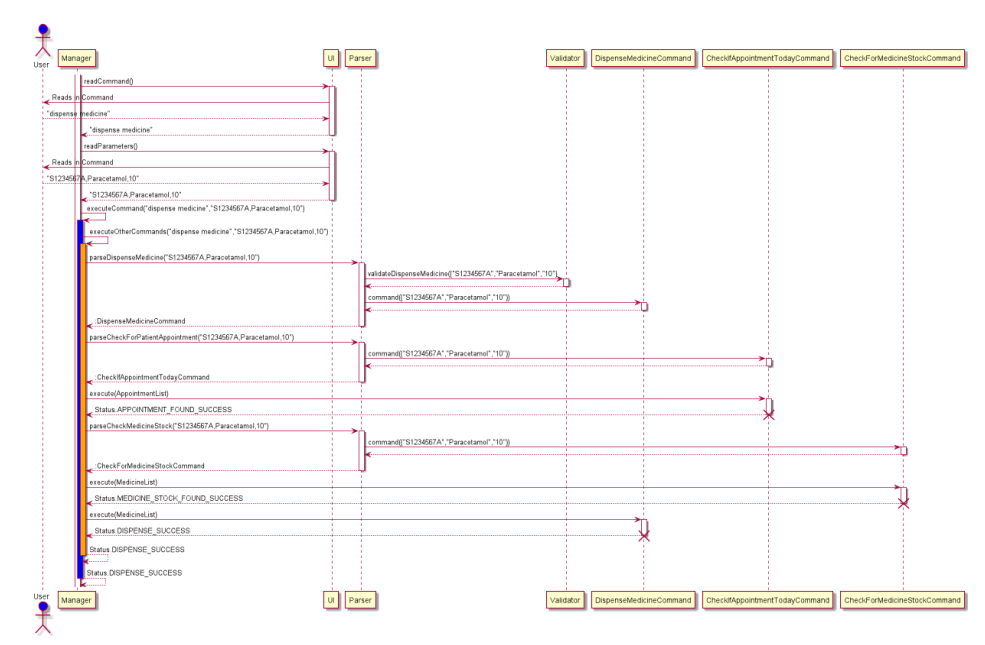 User
Manager
UI
Parser
Validator
DispenseMedicineCommand
CheckIfAppointmentTodayCommand
CheckForMedicineStockCommand
readCommand()
Reads in Command
"dispense medicine"
"dispense medicine"
readParameters()
Reads in Command
"S1234567A,Paracetamol,10"
"S1234567A,Paracetamol,10"
executeCommand("dispense medicine","S1234567A,Paracetamol,10")
executeOtherCommands("dispense medicine","S1234567A,Paracetamol,10")
parseDispenseMedicine("S1234567A,Paracetamol,10")
validateDispenseMedicine(["S1234567A","Paracetamol","10")
command(["S1234567A","Paracetamol","10"])
:DispenseMedicineCommand
parseCheckForPatientAppointment("S1234567A,Paracetamol,10")
command(["S1234567A","Paracetamol","10"])
:CheckIfAppointmentTodayCommand
execute(AppointmentList)
Status.APPOINTMENT_FOUND_SUCCESS
parseCheckMedicineStock("S1234567A,Paracetamol,10")
command(["S1234567A","Paracetamol","10"])
:CheckForMedicineStockCommand
execute(MedicineList)
Status.MEDICINE_STOCK_FOUND_SUCCESS
execute(MedicineList)
Status.DISPENSE_SUCCESS
Status.DISPENSE_SUCCESS
Status.DISPENSE_SUCCESS
User
Manager
UI
Parser
Validator
DispenseMedicineCommand
CheckIfAppointmentTodayCommand
CheckForMedicineStockCommand